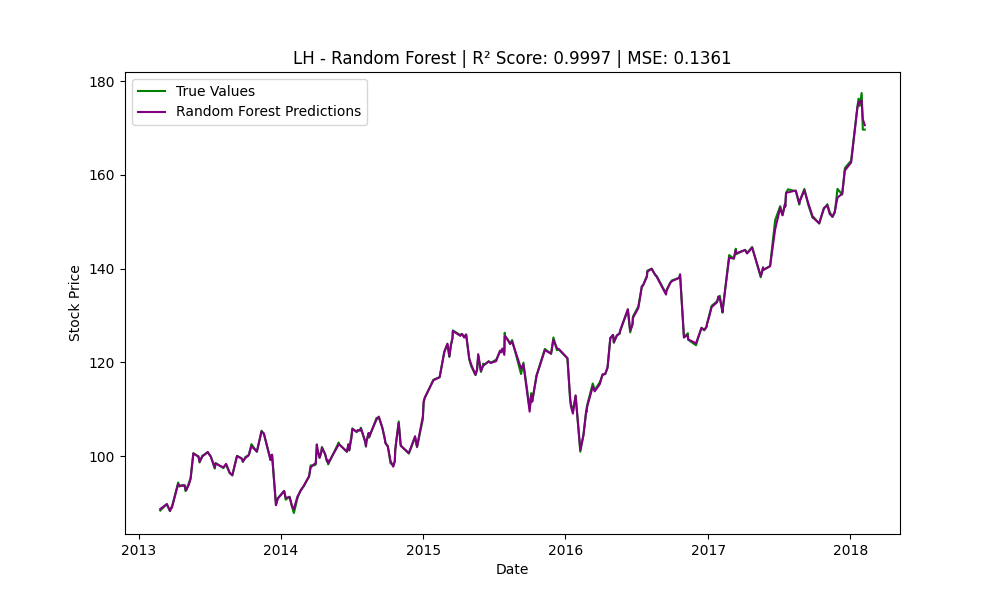 LH - Random Forest | R² Score: 0.9997 | MSE: 0.1361
True Values
Random Forest Predictions
Stock Price
180
160
140
120
100
2013
2014
2015
2016
2017
2018
Date